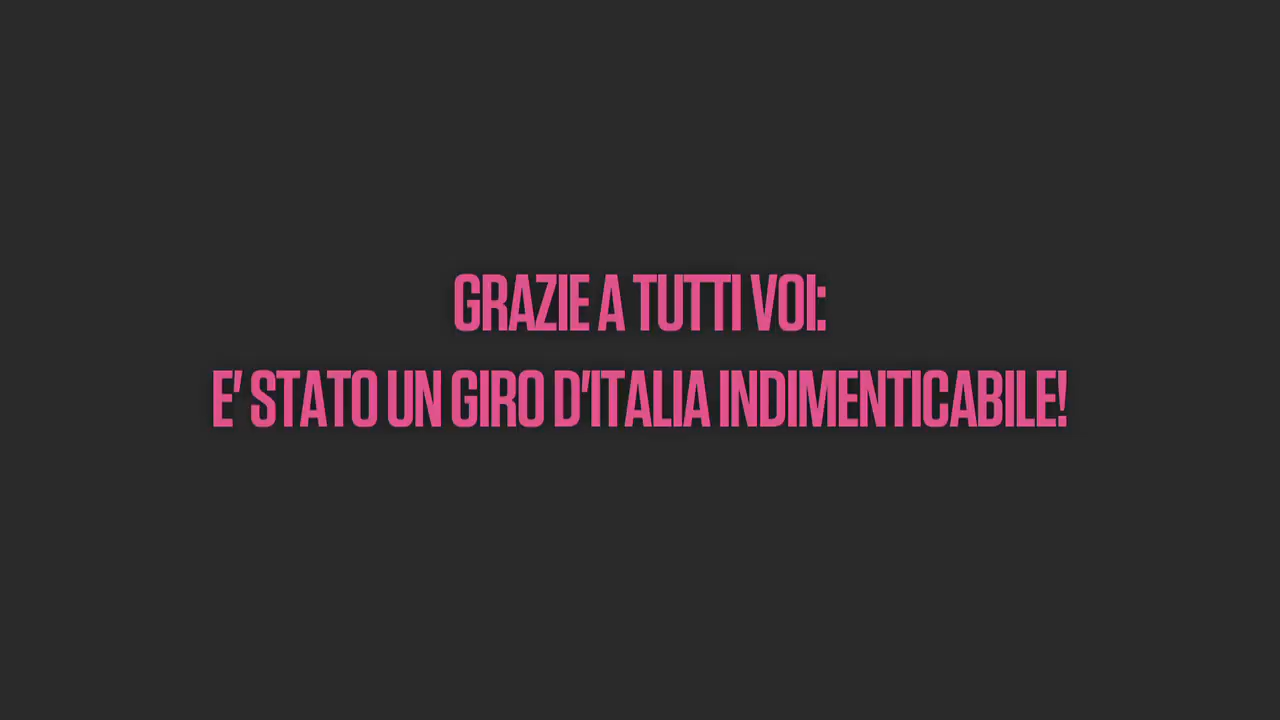 GRAZIE A TUTTI VOI:
E' STATO UN GIRO D'ITALIA INDIMENTICABILE!